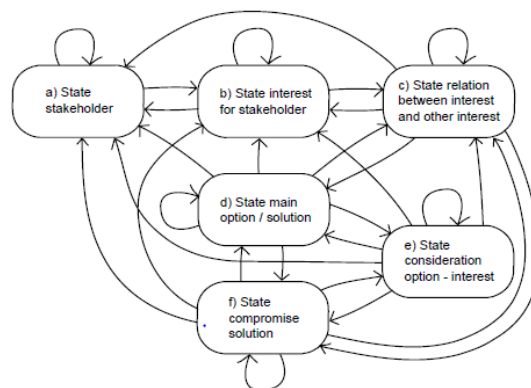 a) State
stakeholder
b) State interest
for stakeholder
c) State relation
between interest
and other interest
d) State main
option / solution
e) State
consideration
option - interest
f) State
compromise
solution